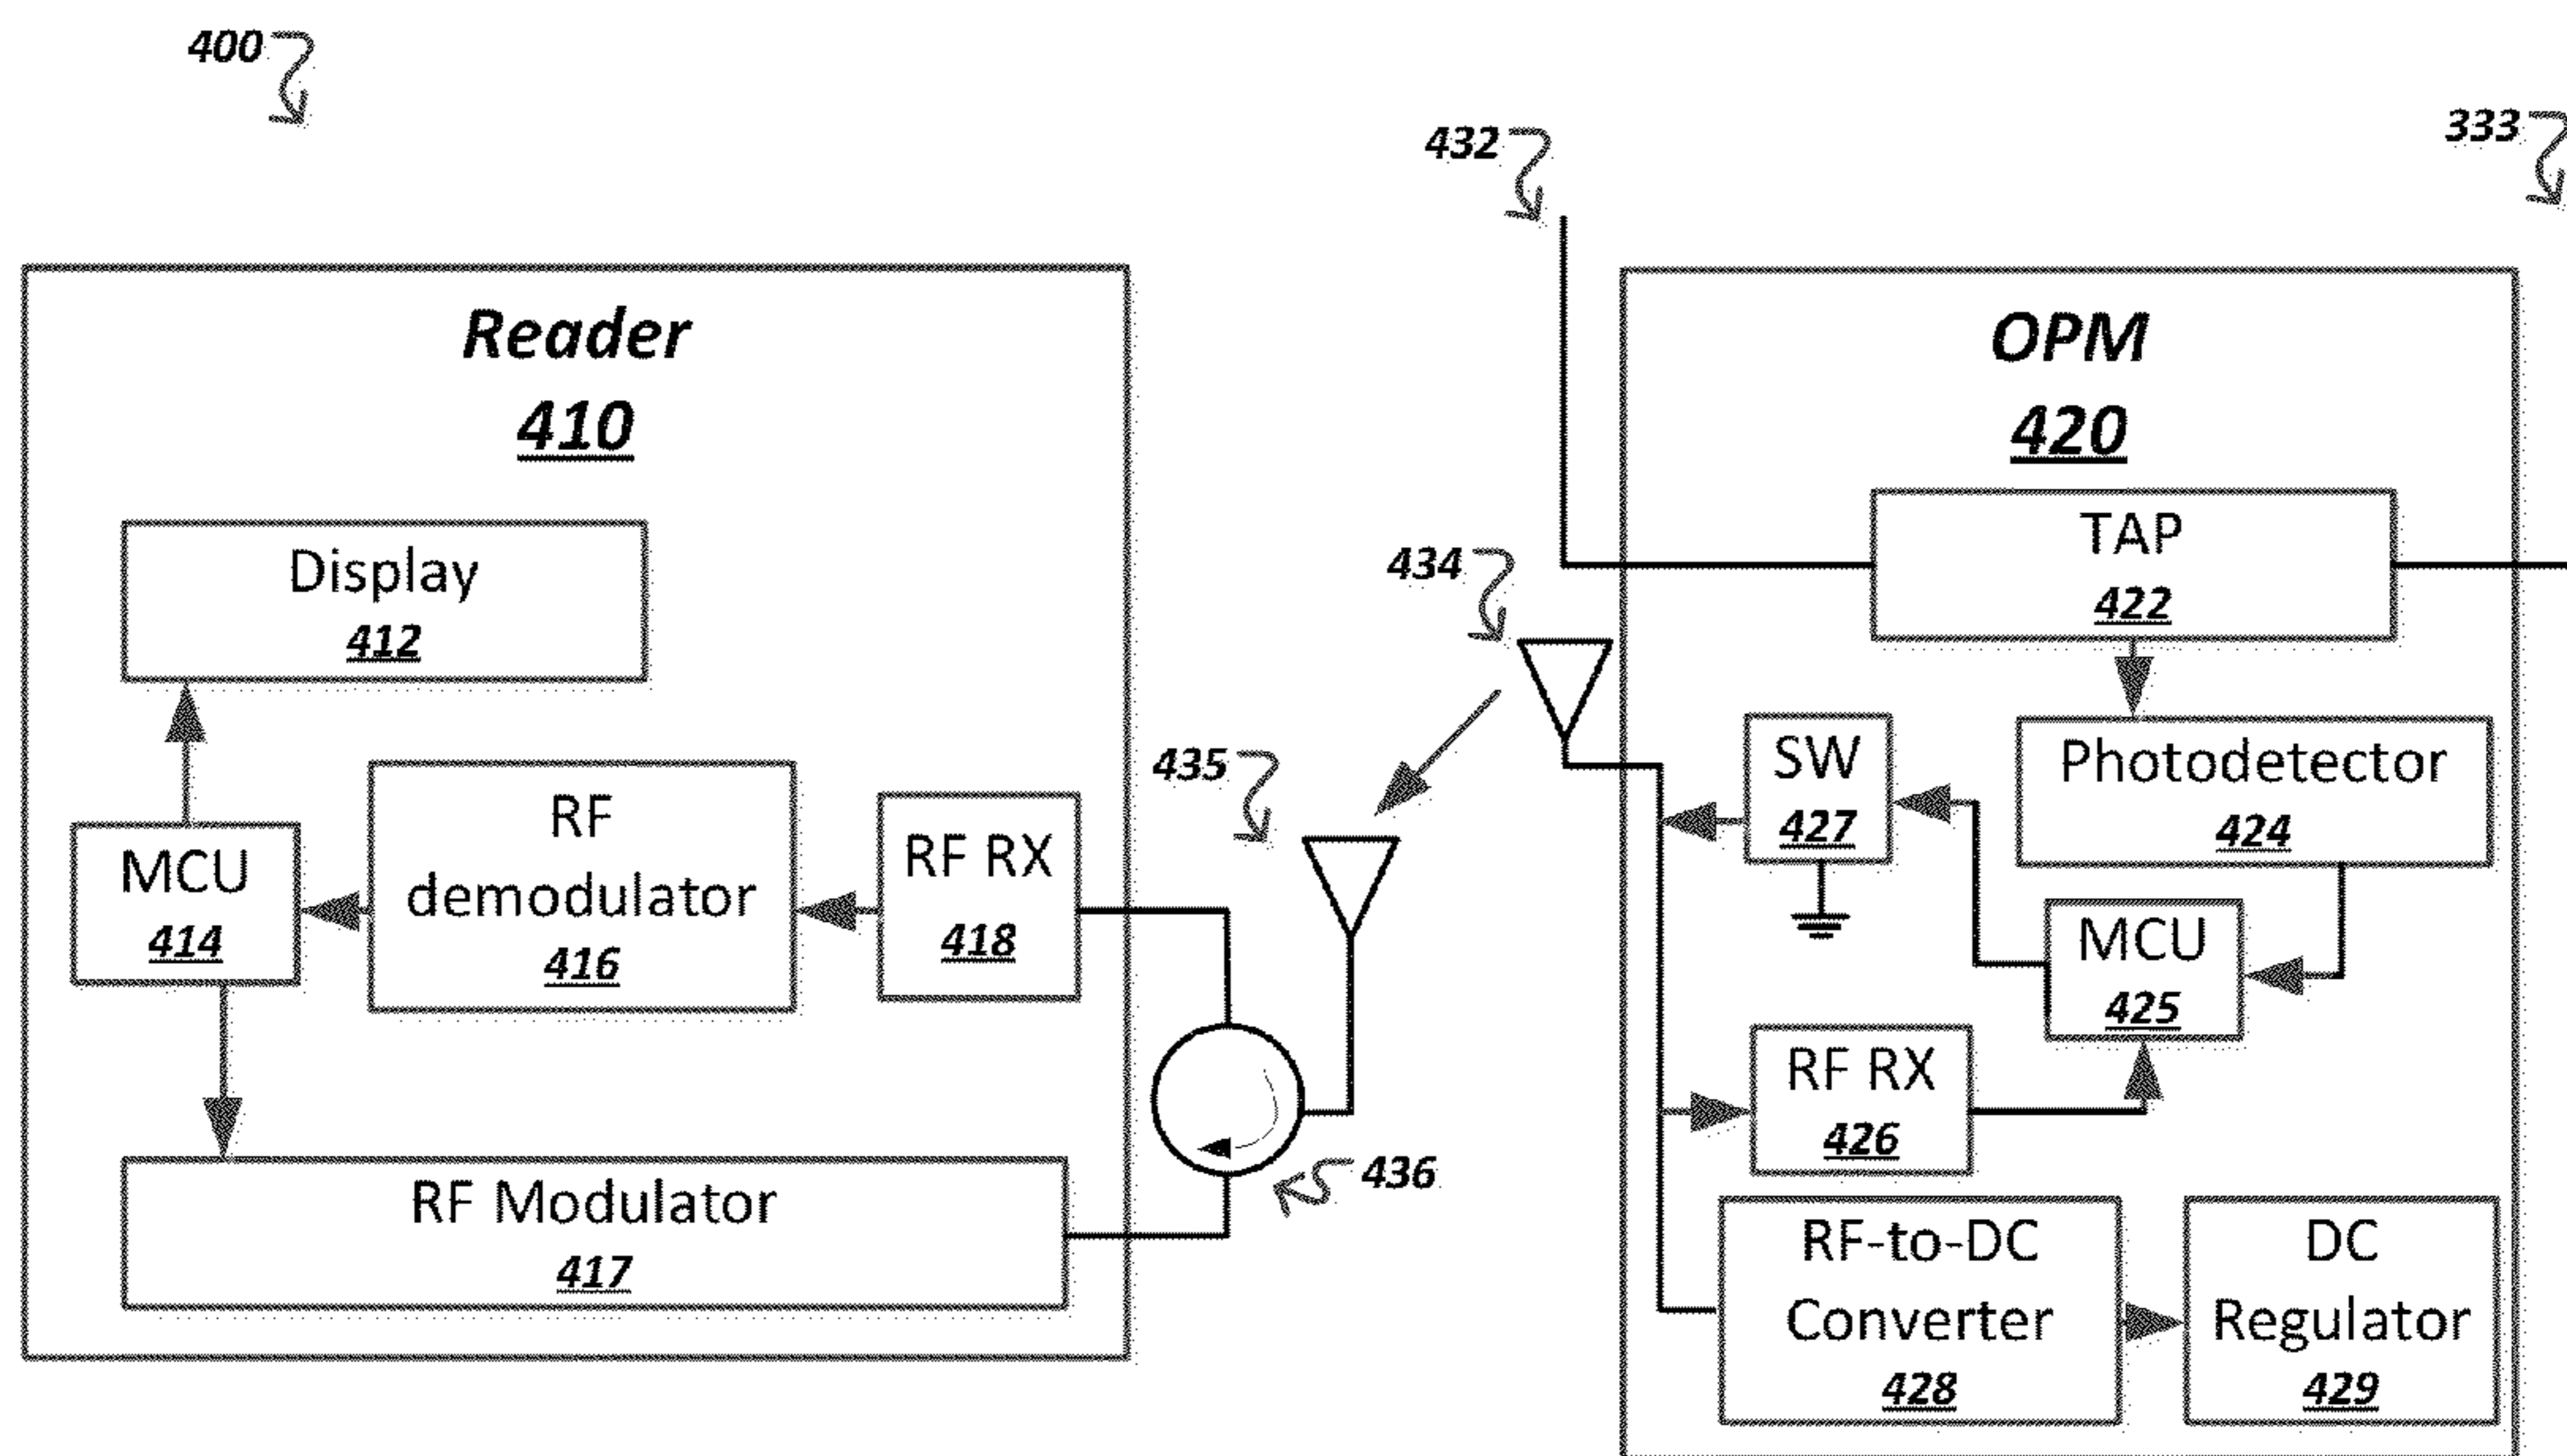 400
432
333
Reader
410
OPM
420
Display
412
TAP
422
434
435
SW
427
Photodetector
424
MCU
414
RF
demodulator
416
RF RX
418
MCU
425
RF RX
426
436
RF Modulator
417
RF-to-DC
Converter
428
DC
Regulator
429